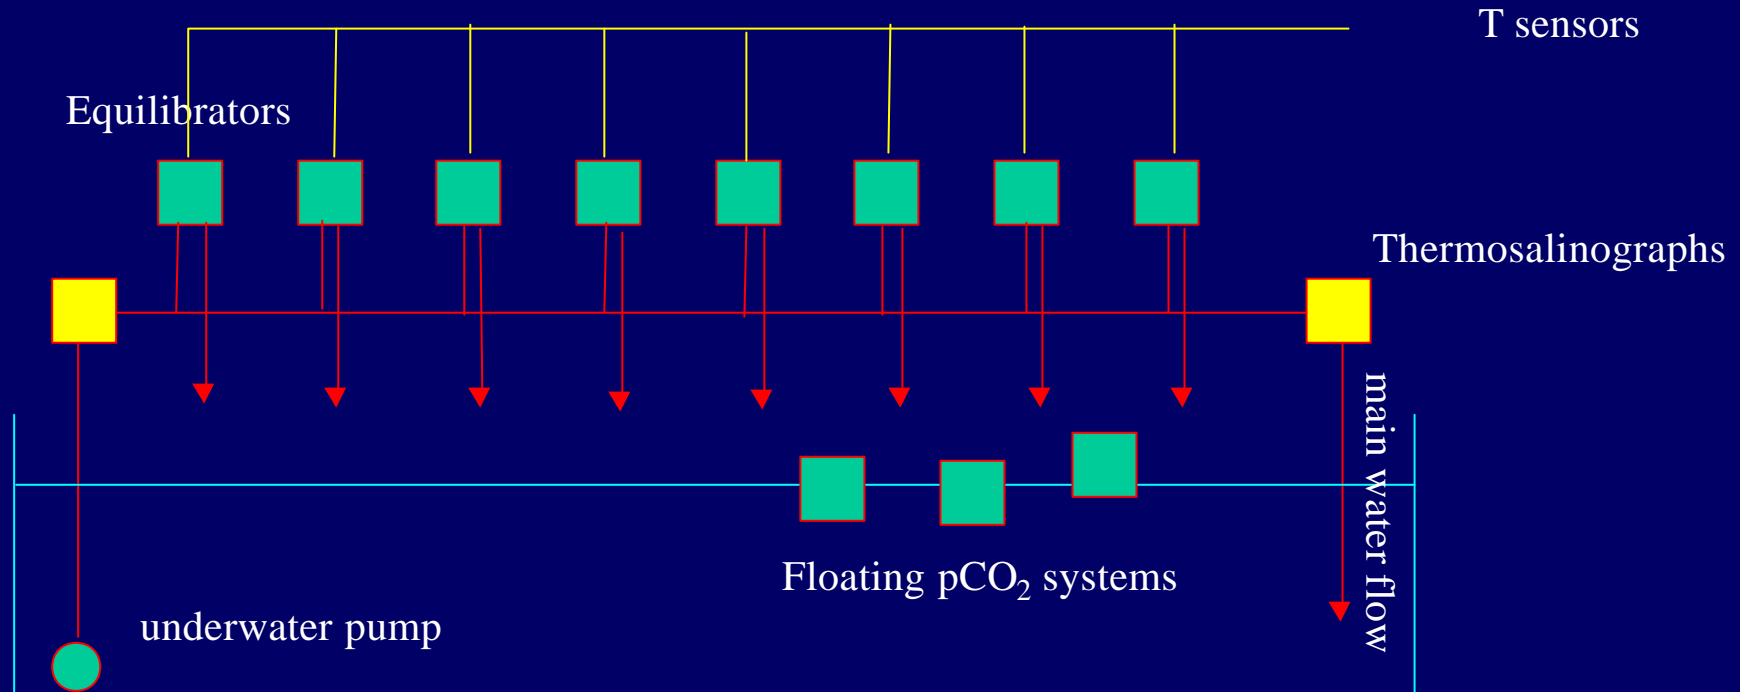 T sensors
Equilibrators
Thermosalinographs
main water flow
Floating pCO₂ systems
underwater pump